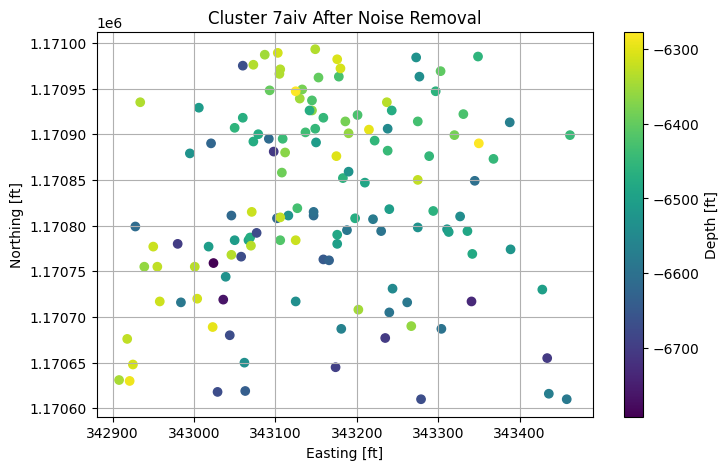 Cluster 7aiv After Noise Removal
1e6
1.17100
1.17095
1.17090
1.17085
1.17080
1.17075
1.17070
1.17065
1.17060
Northing [ft]
342900 343000 343100 343200 343300 343400
Easting [ft]
−6300
−6400
−6500
−6600
−6700
Depth [ft]